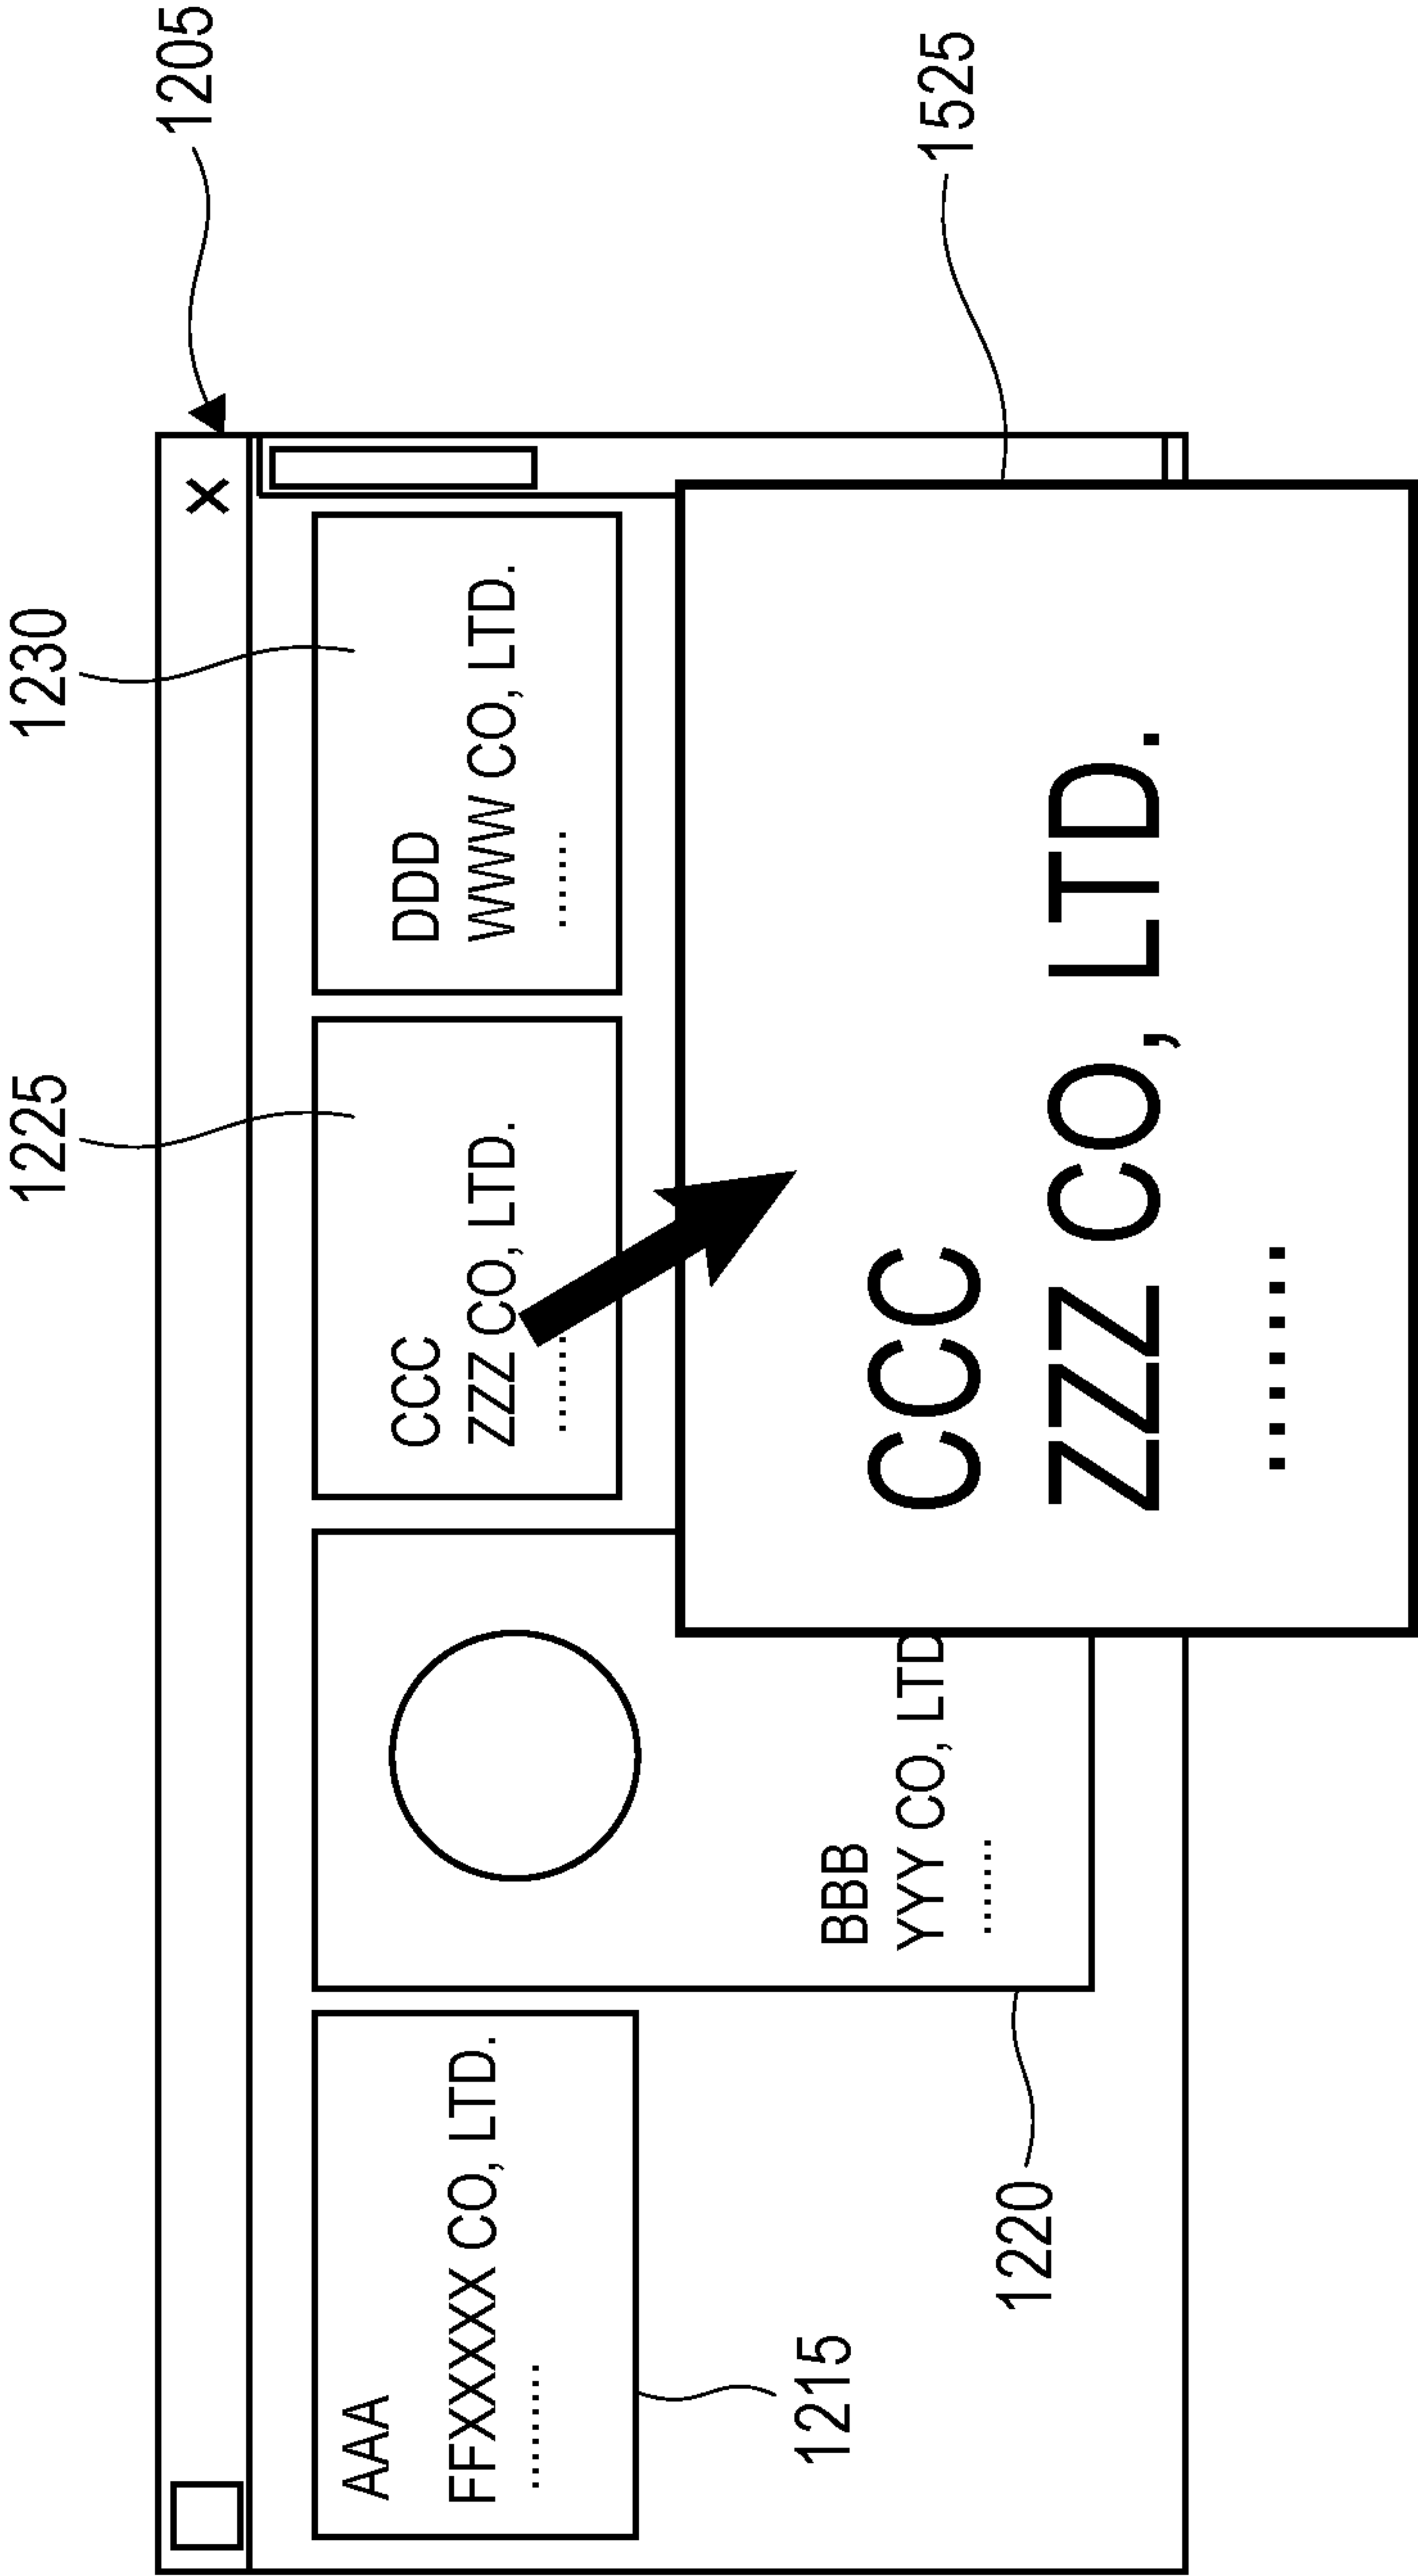 1225
1230
1205
AAA
FFXXXXX CO, LTD.
.........
1215
BBB
YYY CO, LTD
.......
1220
CCC
ZZZ CO, LTD.
.......
DDD
WWW CO, LTD.
.......
1525
CCC
ZZZ CO, LTD.
.......